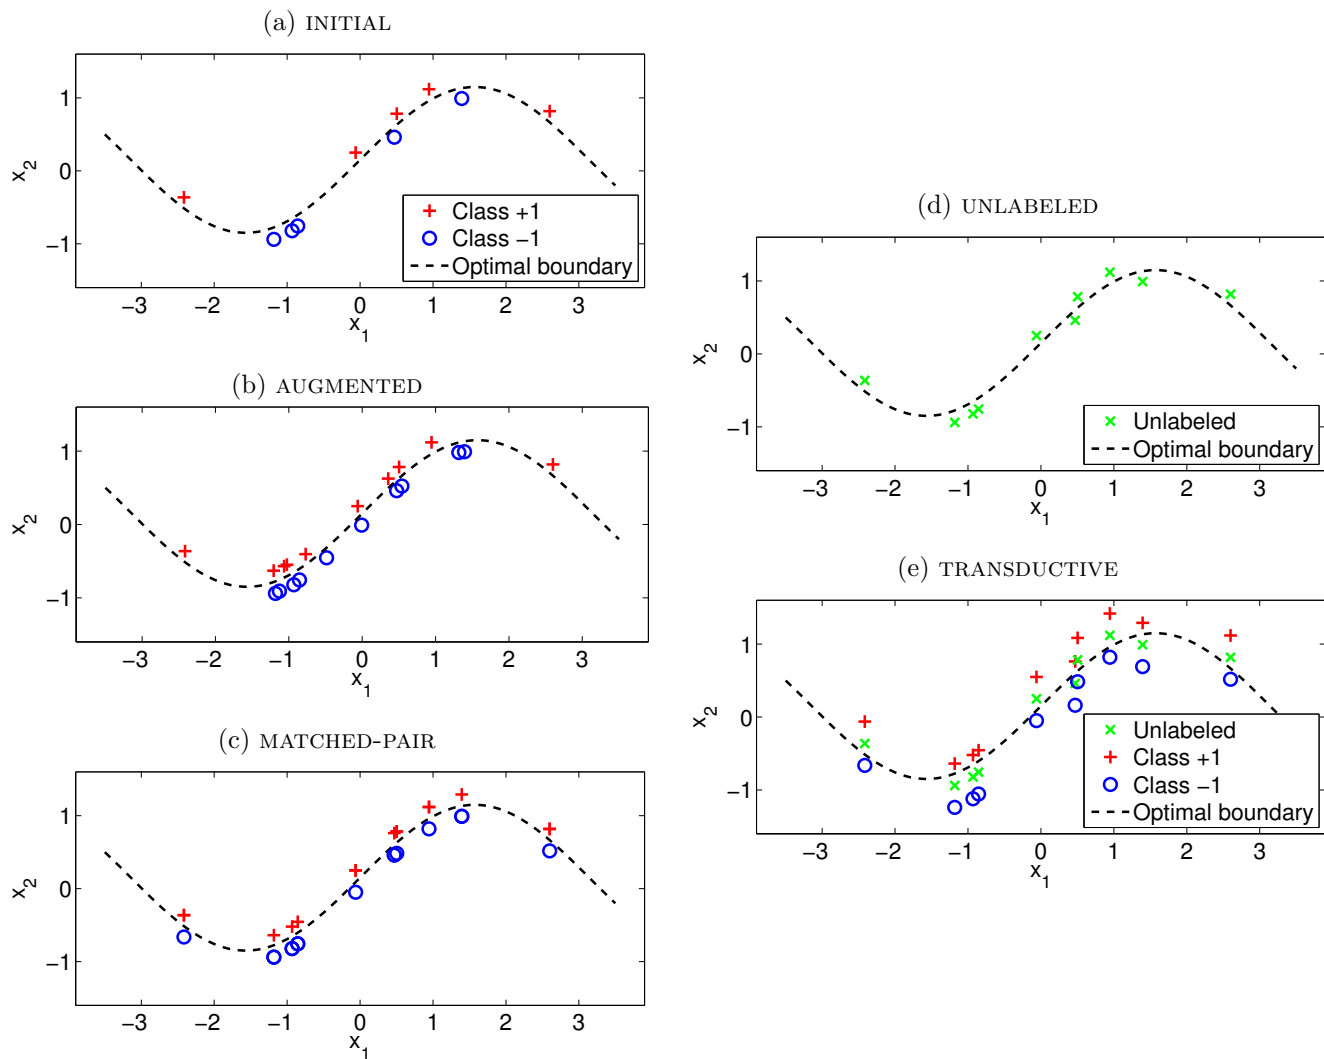 (a) INITIAL
1
0
−1
x2
−3 −2 −1 0 1 2 3
x1
Class +1
Class −1
Optimal boundary
(b) AUGMENTED
1
0
−1
x2
−3 −2 −1 0 1 2 3
x1
(c) MATCHED-PAIR
1
0
−1
x2
−3 −2 −1 0 1 2 3
x1
(d) UNLABELED
1
0
−1
x2
−3 −2 −1 0 1 2 3
x1
Unlabeled
Optimal boundary
(e) TRANSDUCTIVE
1
0
−1
x2
−3 −2 −1 0 1 2 3
x1
Unlabeled
Class +1
Class −1
Optimal boundary